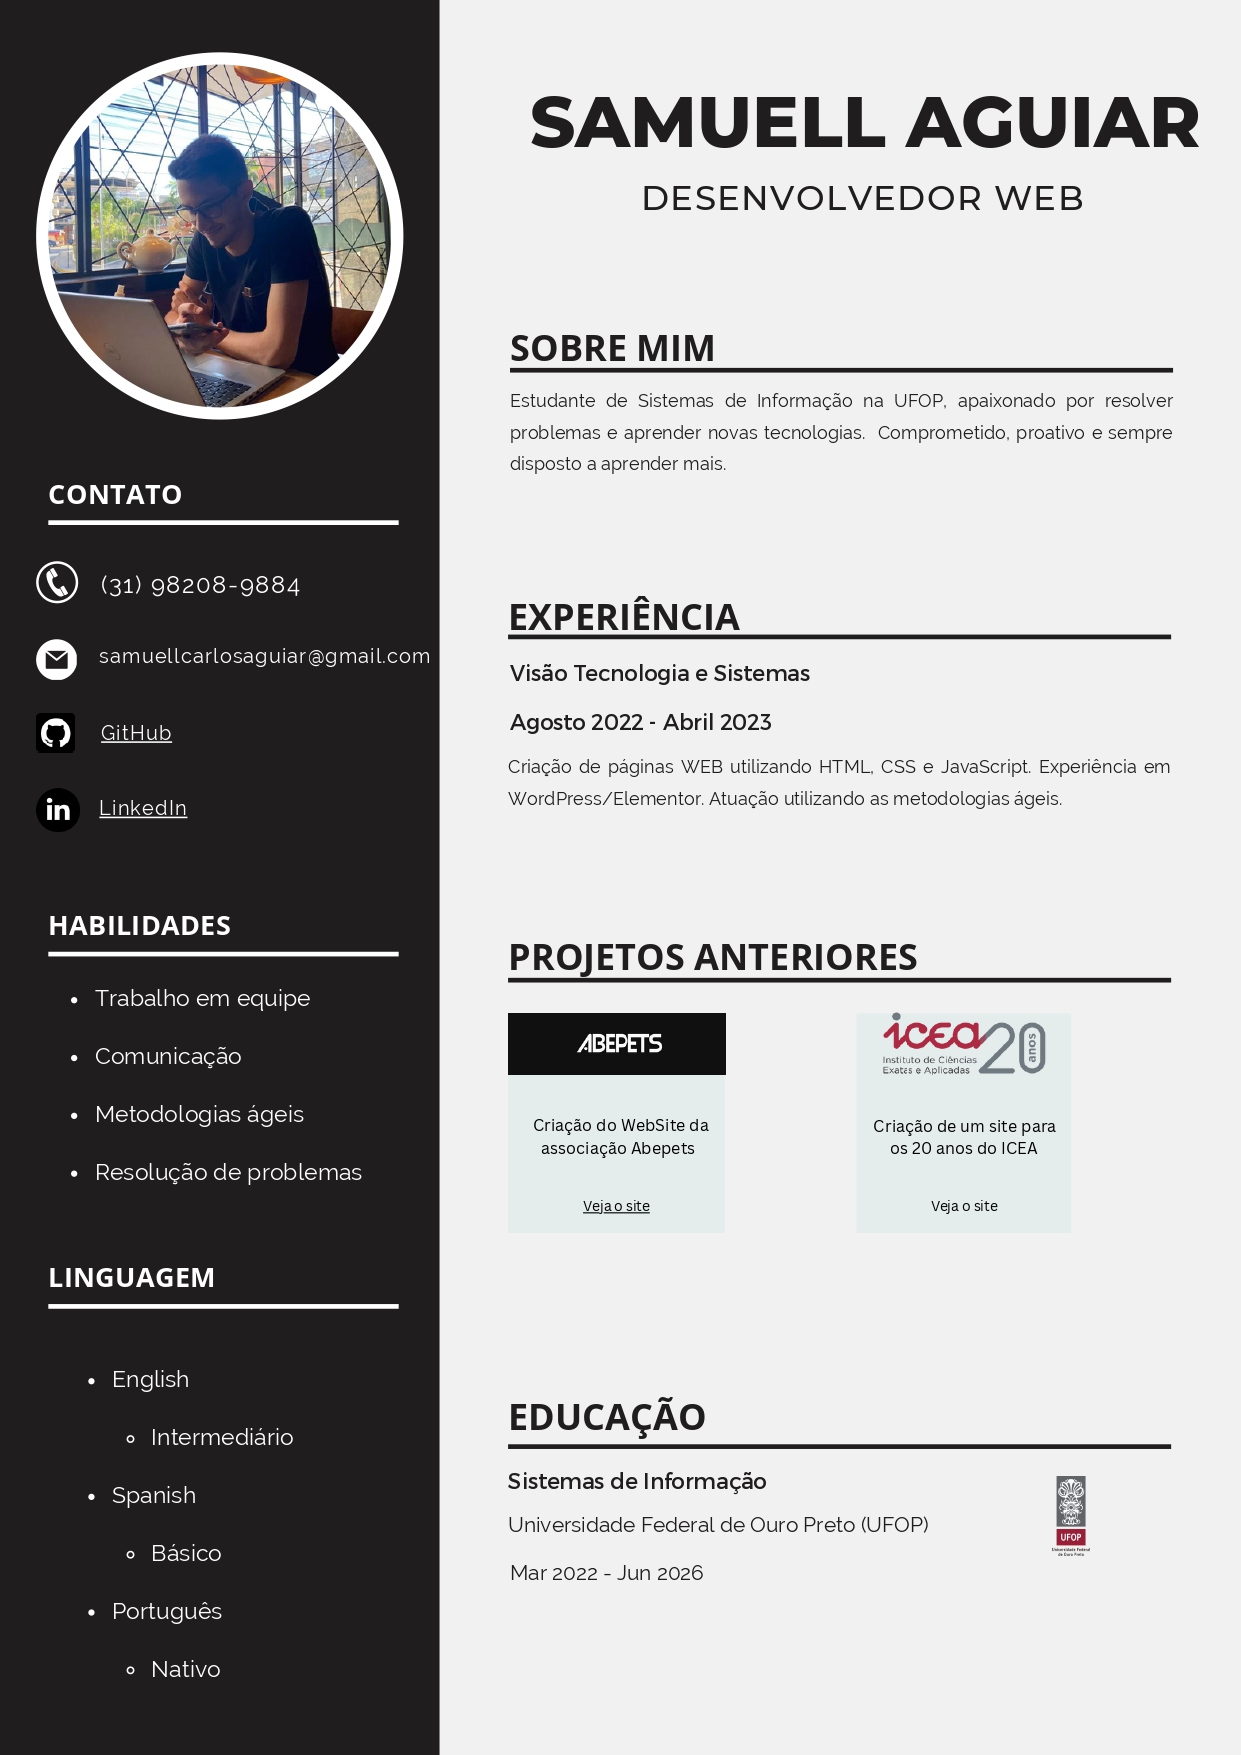 SAMUELL AGUIAR
DESENVOLVEDOR WEB
CONTATO
(31) 98208-9884
samuellcarlosaguiar@gmail.com
GitHub
in
LinkedIn
HABILIDADES
• Trabalho em equipe
• Comunicação
• Metodologias ágeis
• Resolução de problemas
LINGUAGEM
• English
◦ Intermediário
• Spanish
◦ Básico
• Português
◦ Nativo
SOBRE MIM
Estudante de Sistemas de Informação na UFOP, apaixonado por resolver
problemas e aprender novas tecnologias. Comprometido, proativo e sempre
disposto a aprender mais.
EXPERIÊNCIA
Visão Tecnologia e Sistemas
Agosto 2022 - Abril 2023
Criação de páginas WEB utilizando HTML, CSS e JavaScript. Experiência em
WordPress/Elementor. Atuação utilizando as metodologias ágeis.
PROJETOS ANTERIORES
ABEPETS
Criação do WebSite da
associação Abepets
Veja o site
icea 20 anos
Instituto de Ciências
Exatas e Aplicadas
Criação de um site para
os 20 anos do ICEA
Veja o site
EDUCAÇÃO
Sistemas de Informação
Universidade Federal de Ouro Preto (UFOP)
Mar 2022 - Jun 2026
UFOP
Universidade Federal
de Ouro Preto